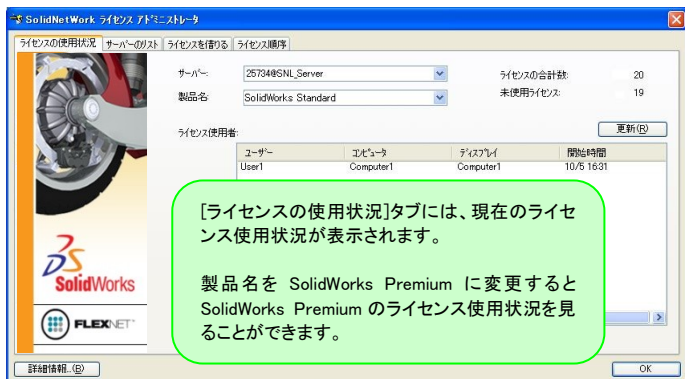 SolidNetWork ライセンス アドミニストレータ
ライセンスの使用状況 サーバーのリスト ライセンスを借りる ライセンス順序
サーバー: 25734@SNL_Server ライセンスの合計数: 20
製品名: SolidWorks Standard 未使用ライセンス: 19
ライセンス使用者: 更新(R)
ユーザー コンピュータ ディスプレイ 開始時間
User1 Computer1 Computer1 10/5 16:31
[ライセンスの使用状況]タブには、現在のライセ
ンス使用状況が表示されます。
製品名を SolidWorks Premium に変更すると
SolidWorks Premium のライセンス使用状況を見
ることができます。
SolidWorks
FLEXNET
詳細情報...(D) OK